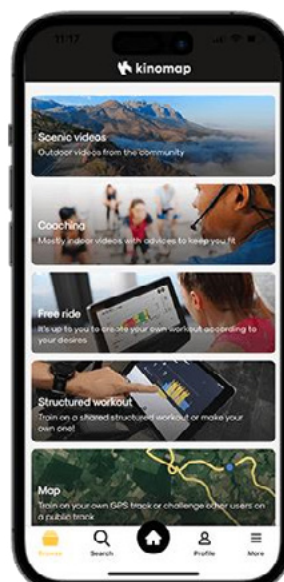 11:17
kinomap
Scenic videos
Outdoor videos from the community
Coaching
Mostly indoor videos with advices to keep you fit
Free ride
It's up to you to create your own workout according to
your desires
Structured workout
Train on a shared structured workout or make your
own one!
Map
Train on your own GPS track or challenge other users on
a public track
Browse
Search
Profile
More